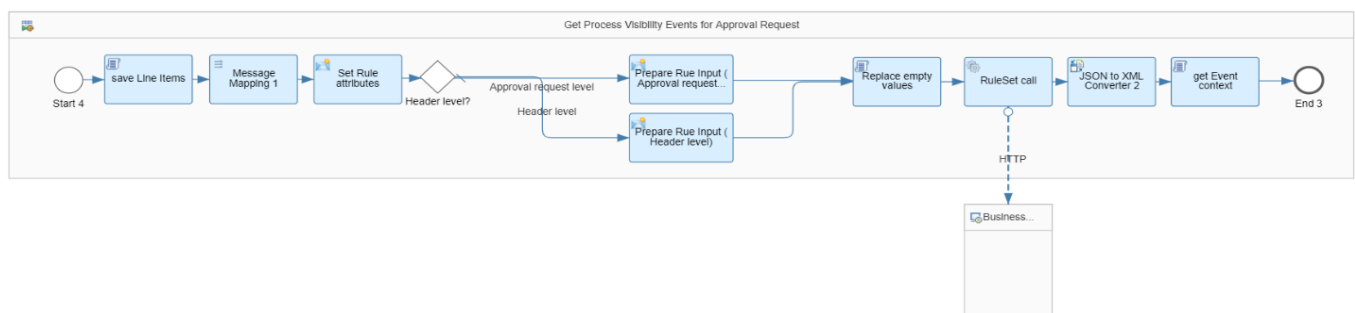 Get Process Visibility Events for Approval Request
Start 4
save LIne Items
Message
Mapping 1
Set Rule
attributes
Header level?
Approval request level
Header level
Prepare Rue Input (
Approval request...
Prepare Rue Input (
Header level)
Replace empty
values
RuleSet call
JSON to XML
Converter 2
get Event
context
End 3
HTTP
Business...